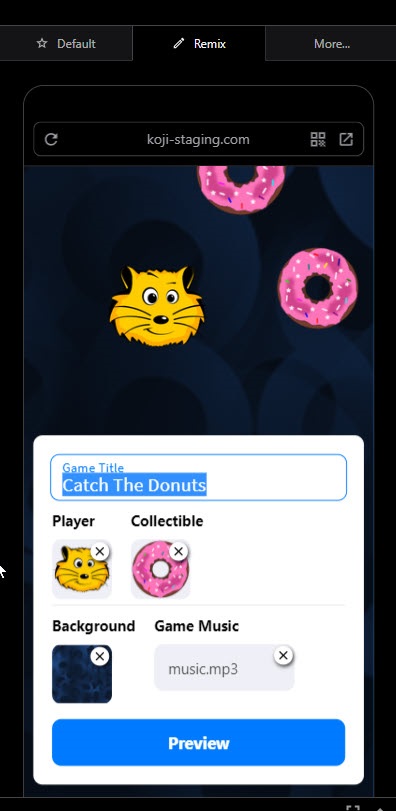 Default
Remix
More...
koji-staging.com
Game Title
Catch The Donuts
Player
Collectible
Background
Game Music
music.mp3
Preview